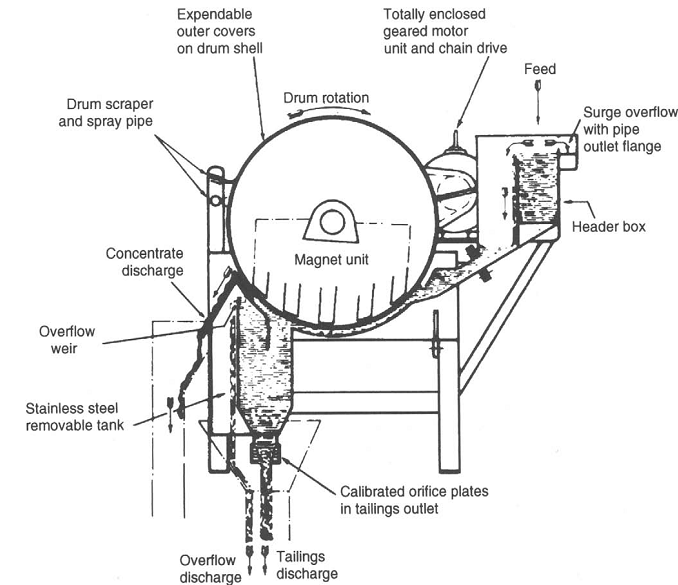 Expendable
outer covers
on drum shell
Totally enclosed
geared motor
unit and chain drive
Feed
Drum scraper
and spray pipe
Drum rotation
Surge overflow
with pipe
outlet flange
Header box
Magnet unit
Concentrate
discharge
Overflow
weir
Stainless steel
removable tank
Calibrated orifice plates
in tailings outlet
Overflow
discharge
Tailings
discharge